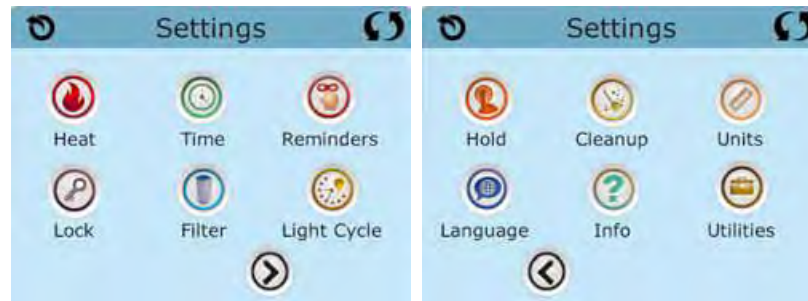 Settings
Heat Time Reminders
Lock Filter Light Cycle
Settings
Hold Cleanup Units
Language Info Utilities